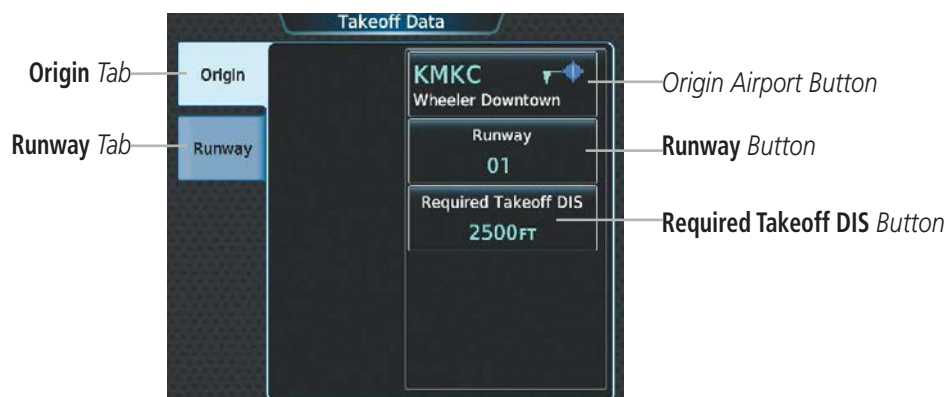 Takeoff Data
Origin Tab
Origin
KMKC
Wheeler Downtown
Origin Airport Button
Runway Tab
Runway
Runway
01
Runway Button
Required Takeoff DIS
2500FT
Required Takeoff DIS Button